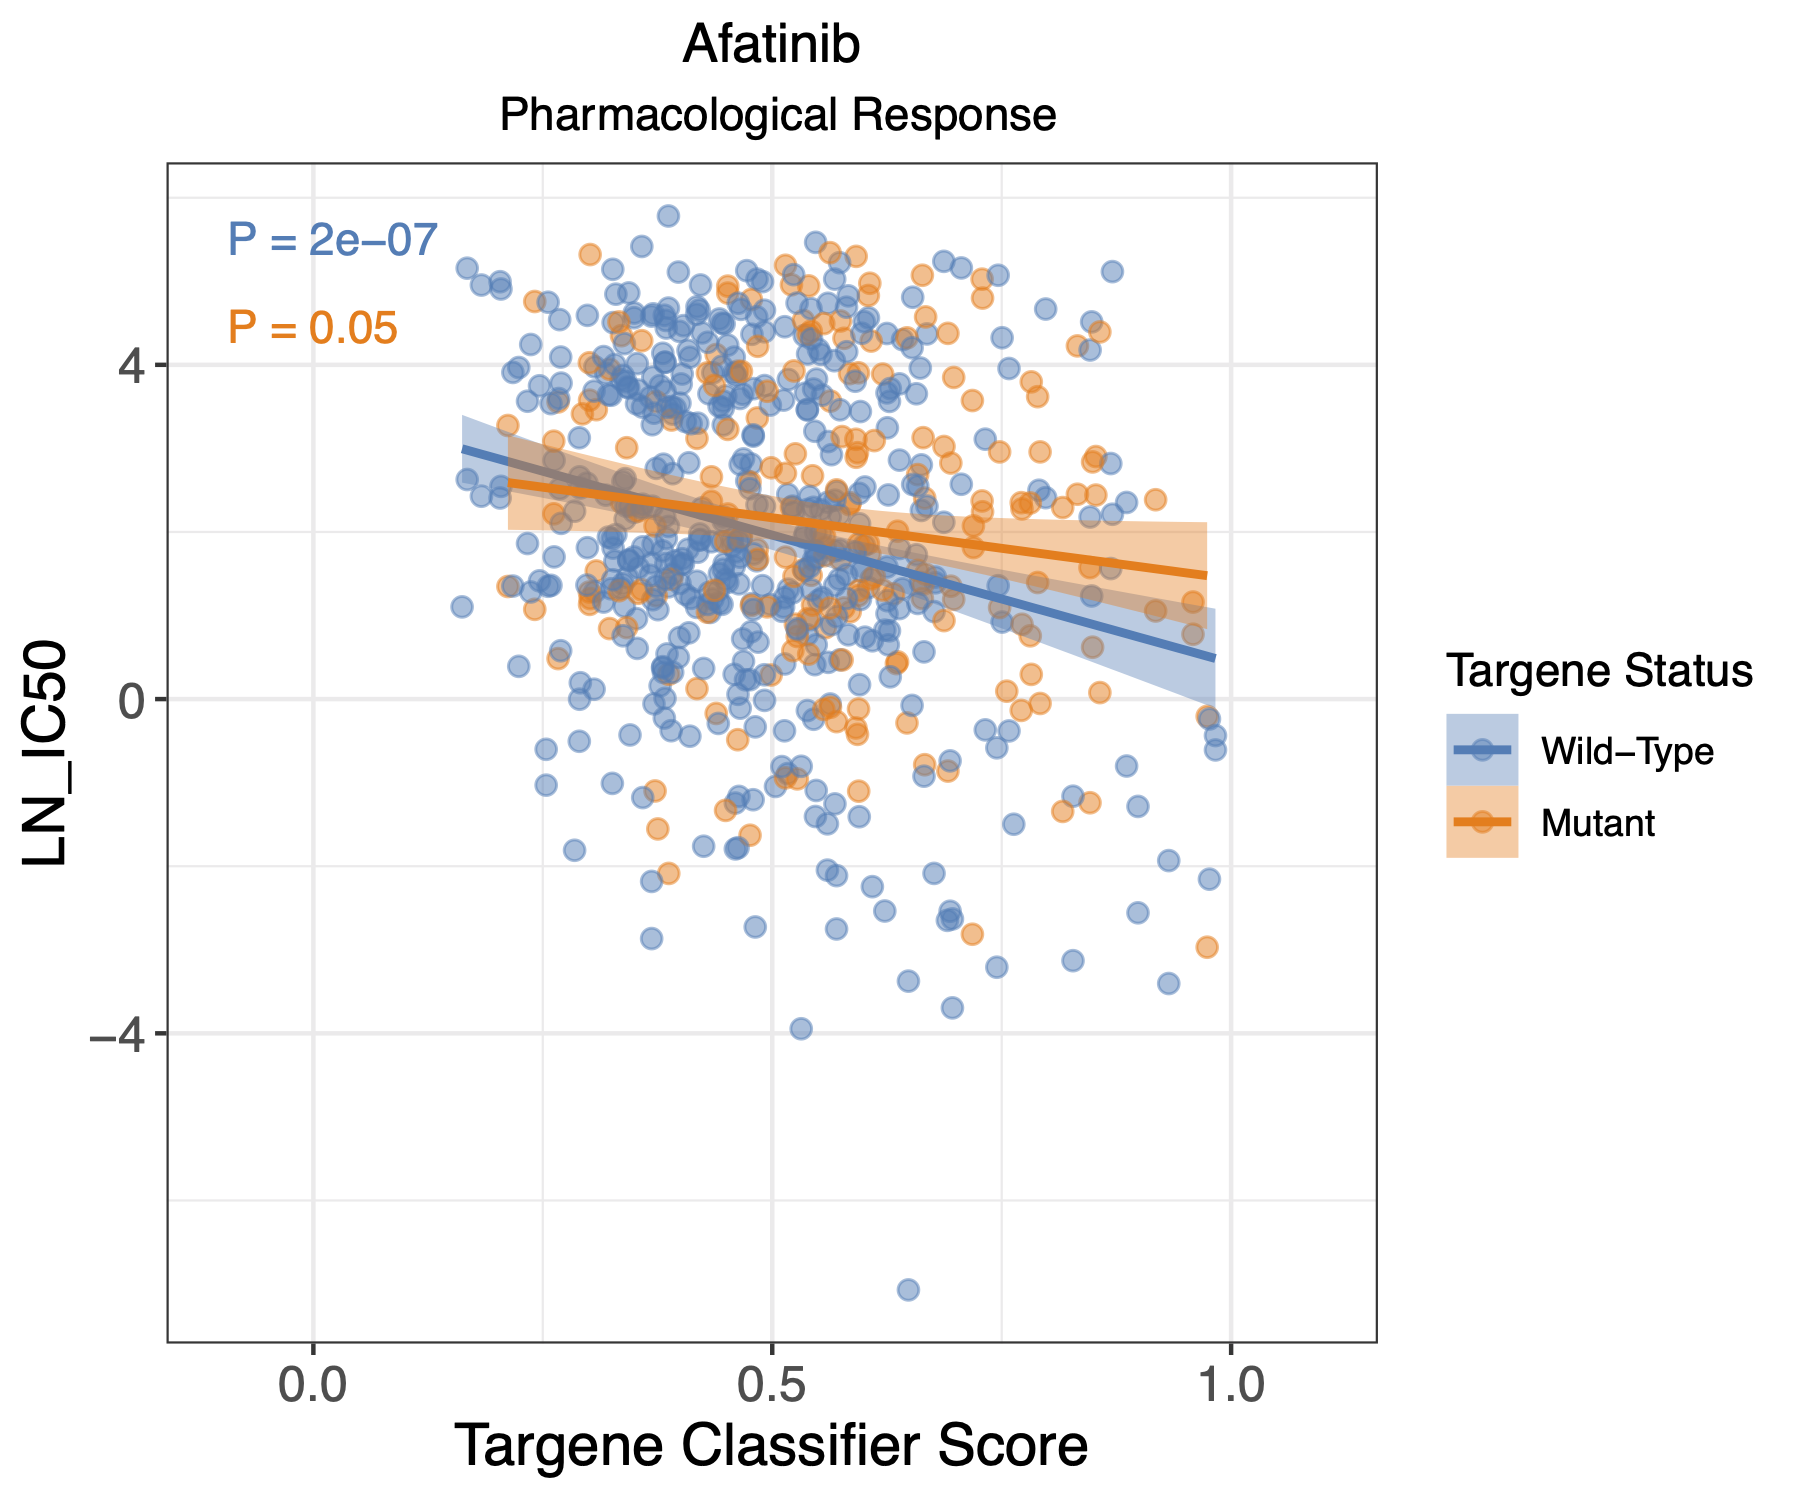 Afatinib
Pharmacological Response
P = 2e−07
P = 0.05
4
0
−4
LN_IC50
0.0
0.5
1.0
Targene Classifier Score
Targene Status
Wild−Type
Mutant